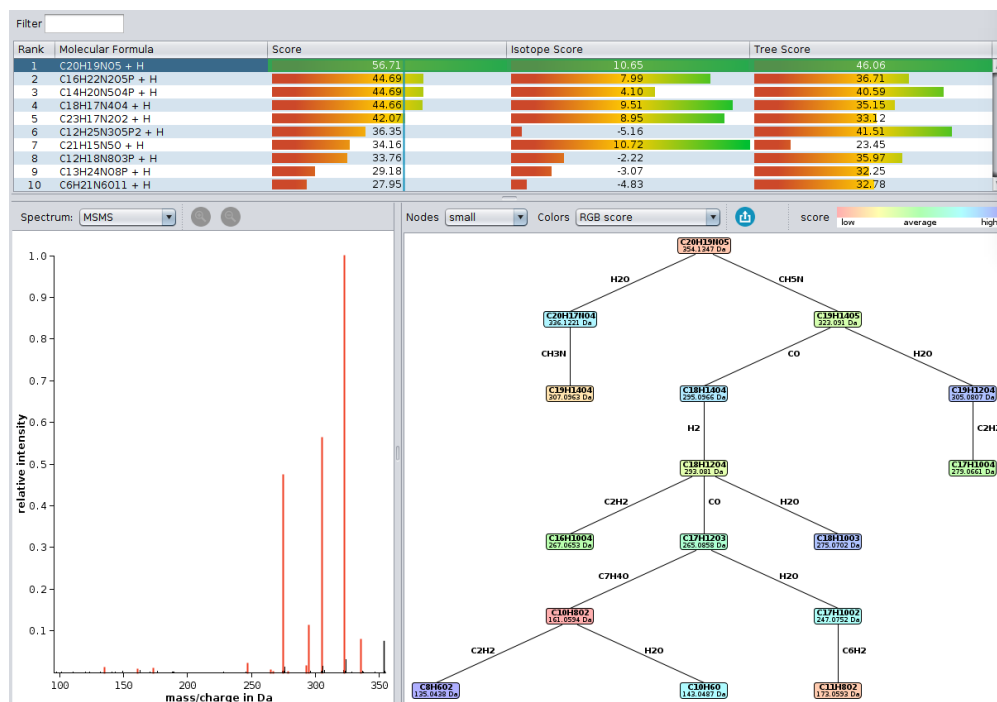 Filter
Rank Molecular Formula Score Isotope Score Tree Score
1 C20H19NO5 + H 56.71 10.65 46.06
2 C16H22N2O5P + H 44.69 7.99 36.71
3 C14H20N5O4P + H 44.69 4.10 40.59
4 C18H17N4O4 + H 44.66 9.51 35.15
5 C23H17N2O2 + H 42.07 8.95 33.12
6 C12H25N3O5P2 + H 36.35 -5.16 41.51
7 C21H15N5O + H 34.16 10.72 23.45
8 C12H18N8O3P + H 33.76 -2.22 35.97
9 C13H24NO8P + H 29.18 -3.07 32.25
10 C6H21N6O11 + H 27.95 -4.83 32.78
Spectrum: MSMS
Nodes small Colors RGB score score low average high
1.0
0.9
0.8
0.7
0.6
0.5
0.4
0.3
0.2
0.1
relative intensity
100 150 200 250 300 350
mass/charge in Da
C20H19NO5
354.1347 Da
H2O CH5N
C20H17NO4 C19H14O5
336.1221 Da 323.091 Da
CH3N CO H2O
C19H14O4 C18H14O4 C19H12O4
307.0963 Da 295.0966 Da 305.0807 Da
H2 C2H2
C18H12O4 C17H10O4
293.081 Da 279.0661 Da
C2H2 CO H2O
C16H10O4 C17H12O3 C18H10O3
267.0653 Da 265.0858 Da 275.0702 Da
C7H4O H2O
C10H8O2 C17H10O2
161.0594 Da 247.0752 Da
C2H2 H2O C6H2
C8H6O2 C10H6O C11H8O2
135.0438 Da 143.0487 Da 173.0593 Da